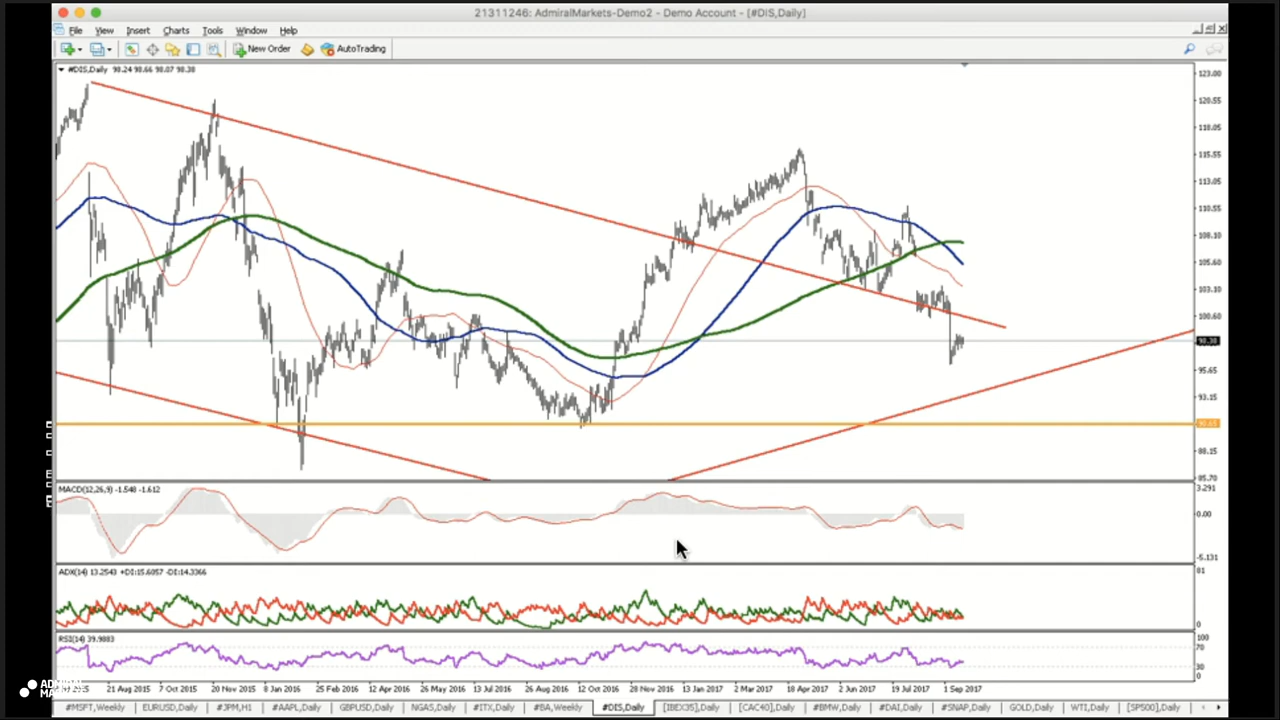 21311246: AdmiralMarkets-Demo2 - Demo Account - [#DIS,Daily]
File View Insert Charts Tools Window Help
New Order AutoTrading
#DIS,Daily 98.24 98.66 98.07 98.38
123.00
120.55
118.05
115.55
113.05
110.55
108.10
105.60
103.10
100.60
98.38
95.65
93.15
90.65
88.15
85.70
MACD(12,26,9) -1.548 -1.612
3.291
0.00
-5.131
ADX(14) 13.2543 +DI:15.6057 -DI:14.3366
81
0
RSI(14) 39.9883
100
70
30
0
21 Aug 2015 7 Oct 2015 20 Nov 2015 8 Jan 2016 25 Feb 2016 12 Apr 2016 26 May 2016 13 Jul 2016 26 Aug 2016 12 Oct 2016 28 Nov 2016 13 Jan 2017 2 Mar 2017 18 Apr 2017 2 Jun 2017 19 Jul 2017 1 Sep 2017
#MSFT,Weekly EURUSD,Daily #JPM,H1 #AAPL,Daily GBPUSD,Daily NGAS,Daily #ITX,Daily #BA,Weekly #DIS,Daily [IBEX35],Daily [CAC40],Daily #BMW,Daily #DAI,Daily #SNAP,Daily GOLD,Daily WTI,Daily [SP500],Daily